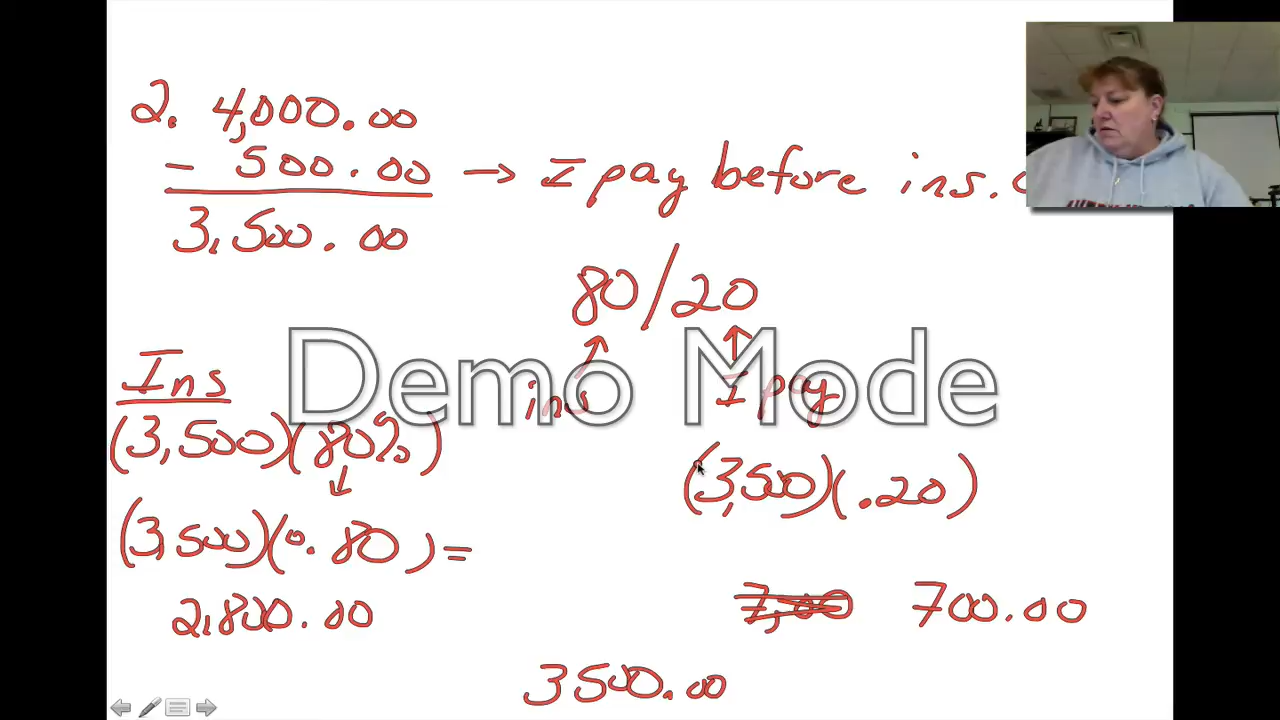 2. 4,000.00
- 500.00 → I pay before ins.
3,500.00
80/20
Demo Mode
Ins
ins
I pay
(3,500)(80%)
(3,500)(.20)
(3,500)(0.80)=
2,800.00
7,00 700.00
3500.00